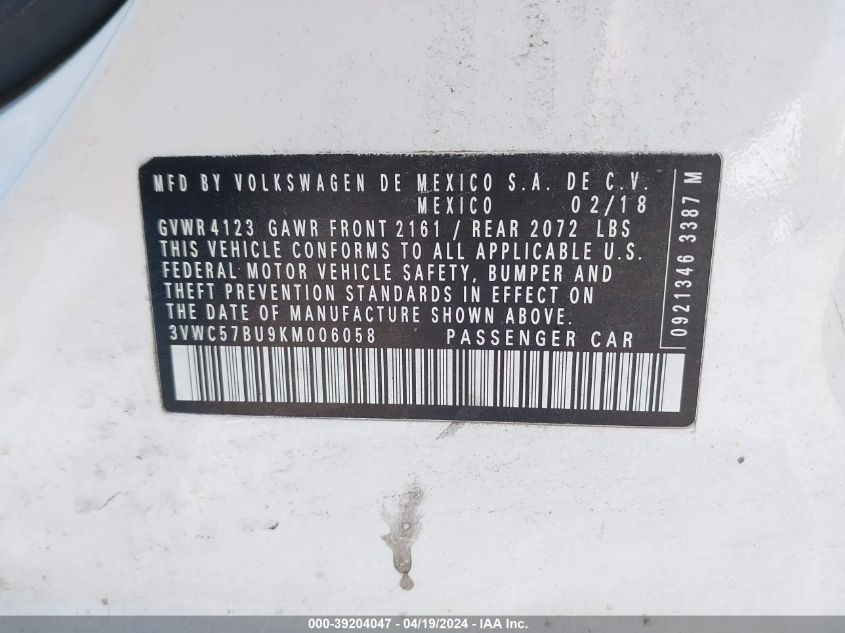 MFD BY VOLKSWAGEN DE MEXICO S.A. DE C.V.
MEXICO 02/18
GVWR 4123 GAWR FRONT 2161 / REAR 2072 LBS
THIS VEHICLE CONFORMS TO ALL APPLICABLE U.S.
FEDERAL MOTOR VEHICLE SAFETY, BUMPER AND
THEFT PREVENTION STANDARDS IN EFFECT ON
THE DATE OF MANUFACTURE SHOWN ABOVE.
3VWC57BU9KM006058 PASSENGER CAR
0921346 3387 M
000-39204047 - 04/19/2024 - IAA Inc.